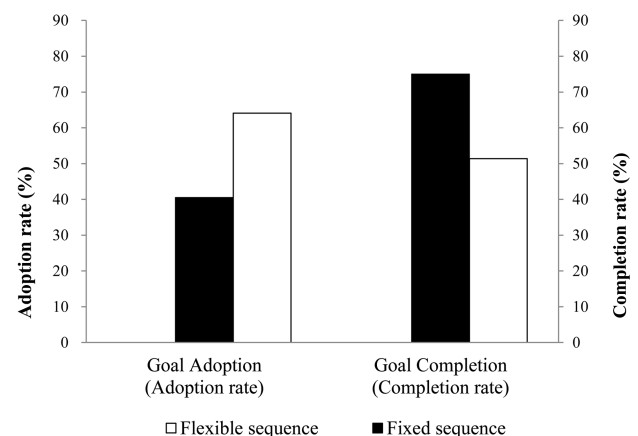 90
80
70
60
50
40
30
20
10
0
Adoption rate (%)
90
80
70
60
50
40
30
20
10
0
Completion rate (%)
Goal Adoption
(Adoption rate)
Goal Completion
(Completion rate)
Flexible sequence
Fixed sequence